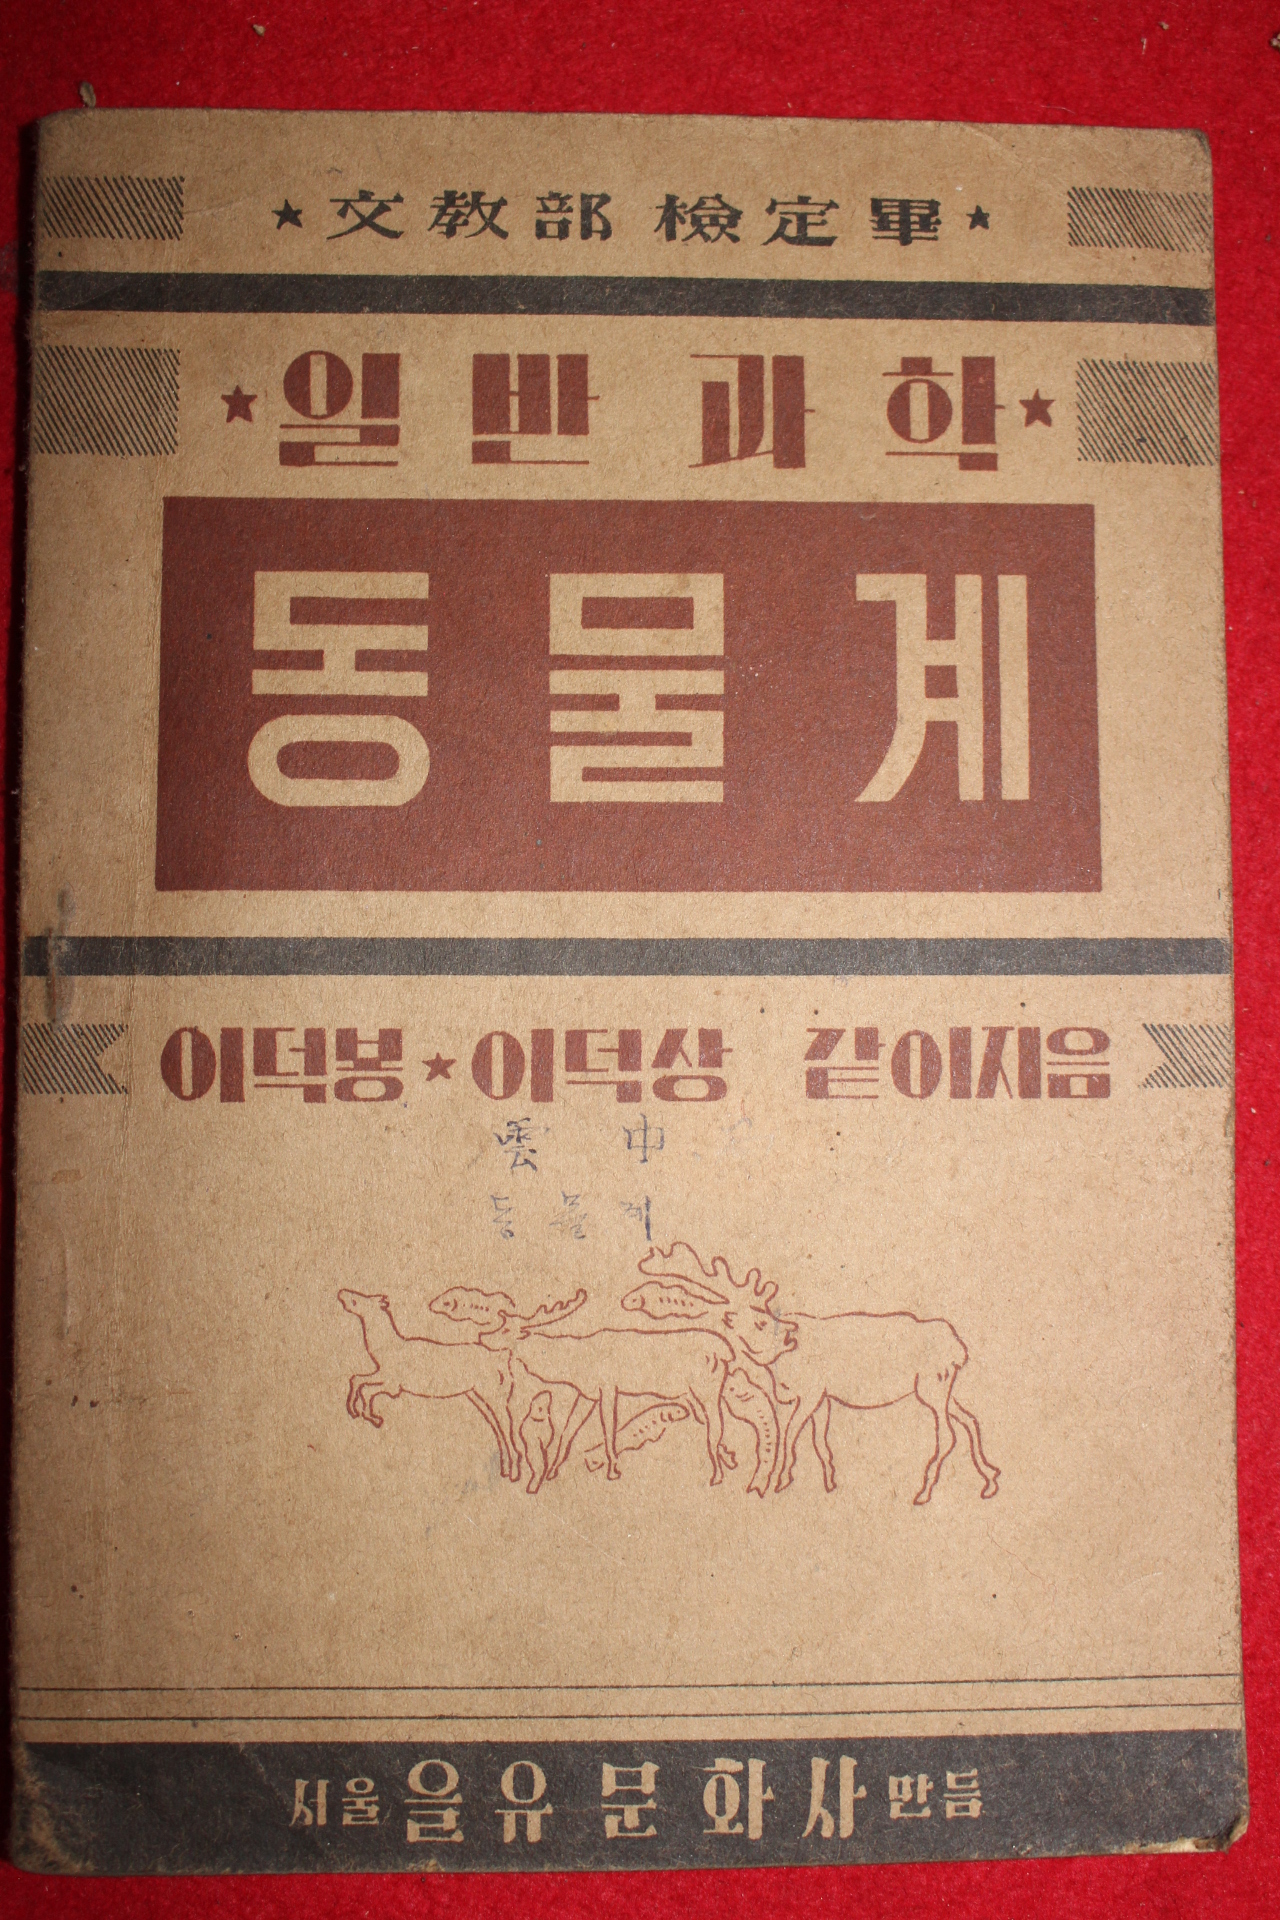 ★文敎部 檢定畢★
★일반과학★
동물계
이덕봉★이덕상 같이지음
雲 中
동물계
서울 을유문화사 만듬